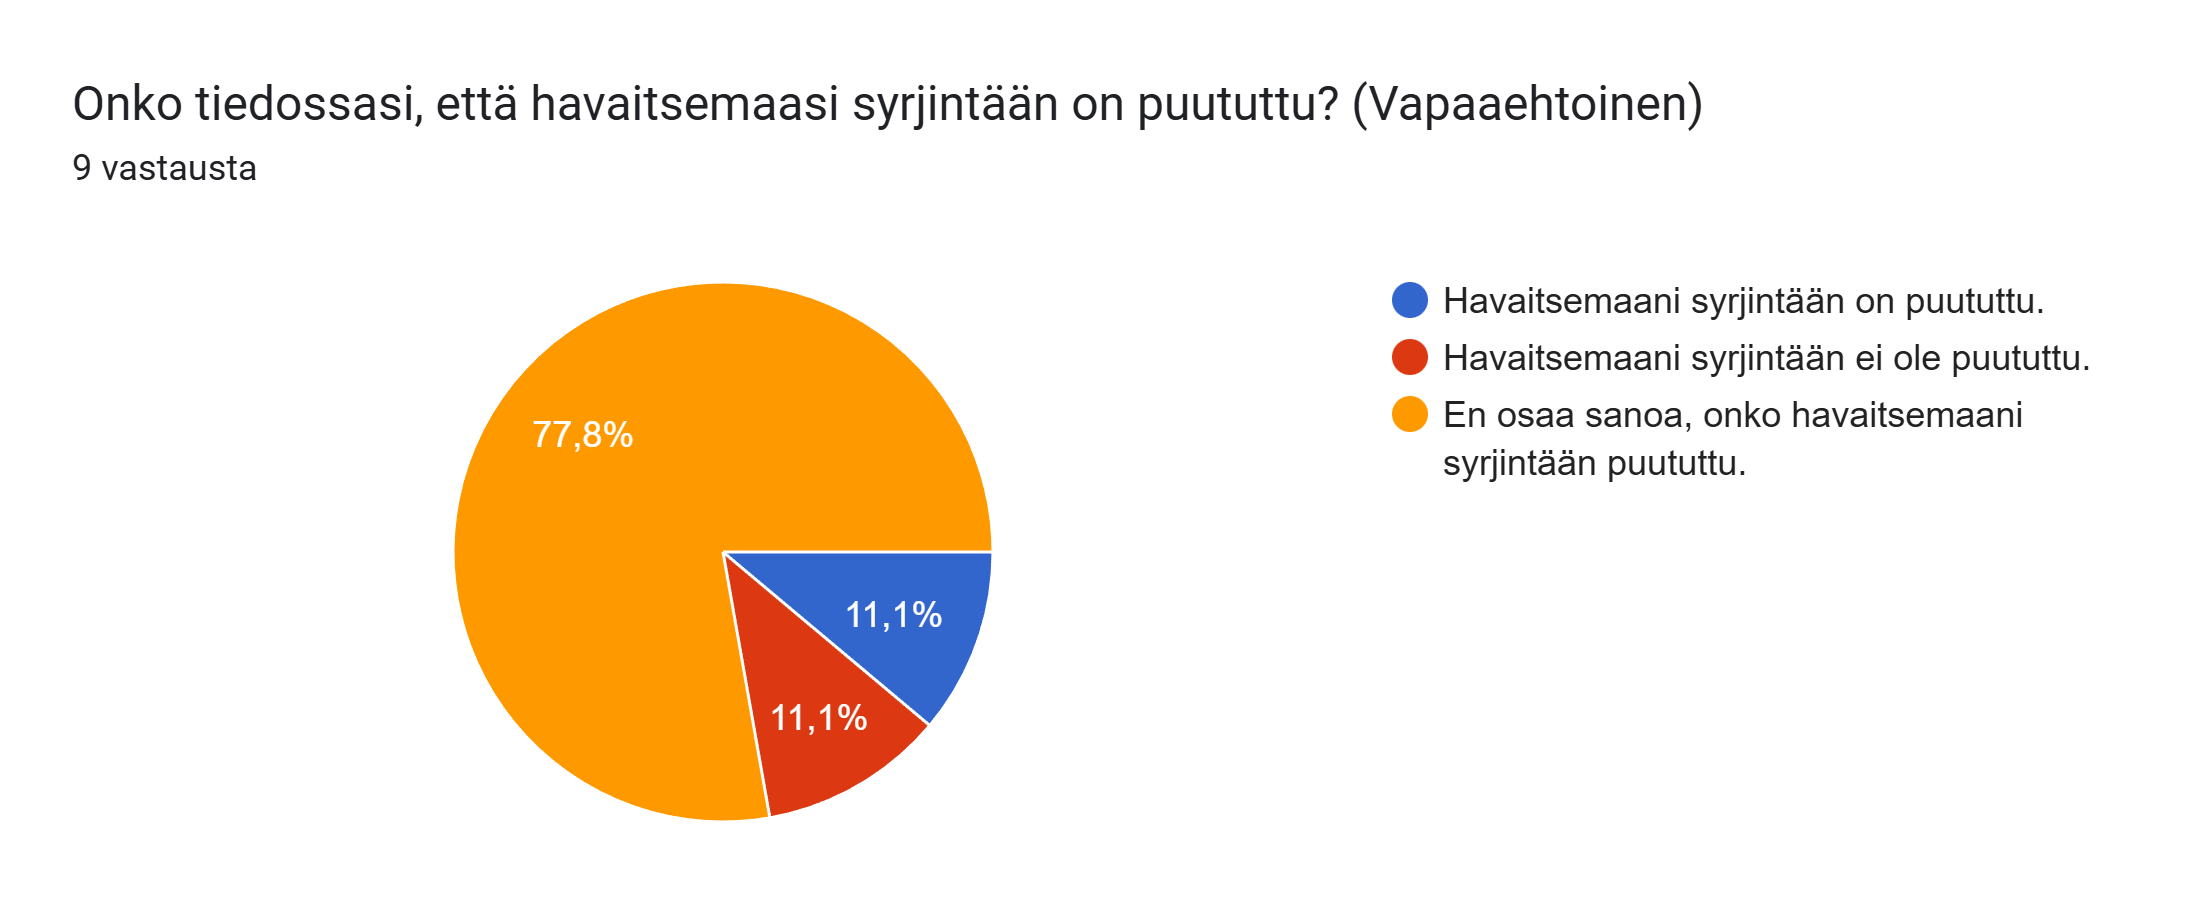 Onko tiedossasi, että havaitsemaasi syrjintään on puututtu? (Vapaaehtoinen)
9 vastausta
77,8%
11,1%
11,1%
Havaitsemaani syrjintään on puututtu.
Havaitsemaani syrjintään ei ole puututtu.
En osaa sanoa, onko havaitsemaani
syrjintään puututtu.